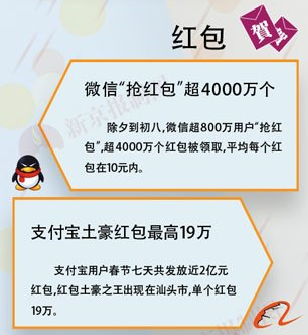 红包
賀
微信“抢红包”超4000万个
除夕到初八,微信超800万用户“抢红
包”,超4000万个红包被领取,平均每个红
包在10元内。
支付宝土豪红包最高19万
支付宝用户春节七天共发放近2亿元
红包,红包土豪之王出现在汕头市,单个红包
19万。